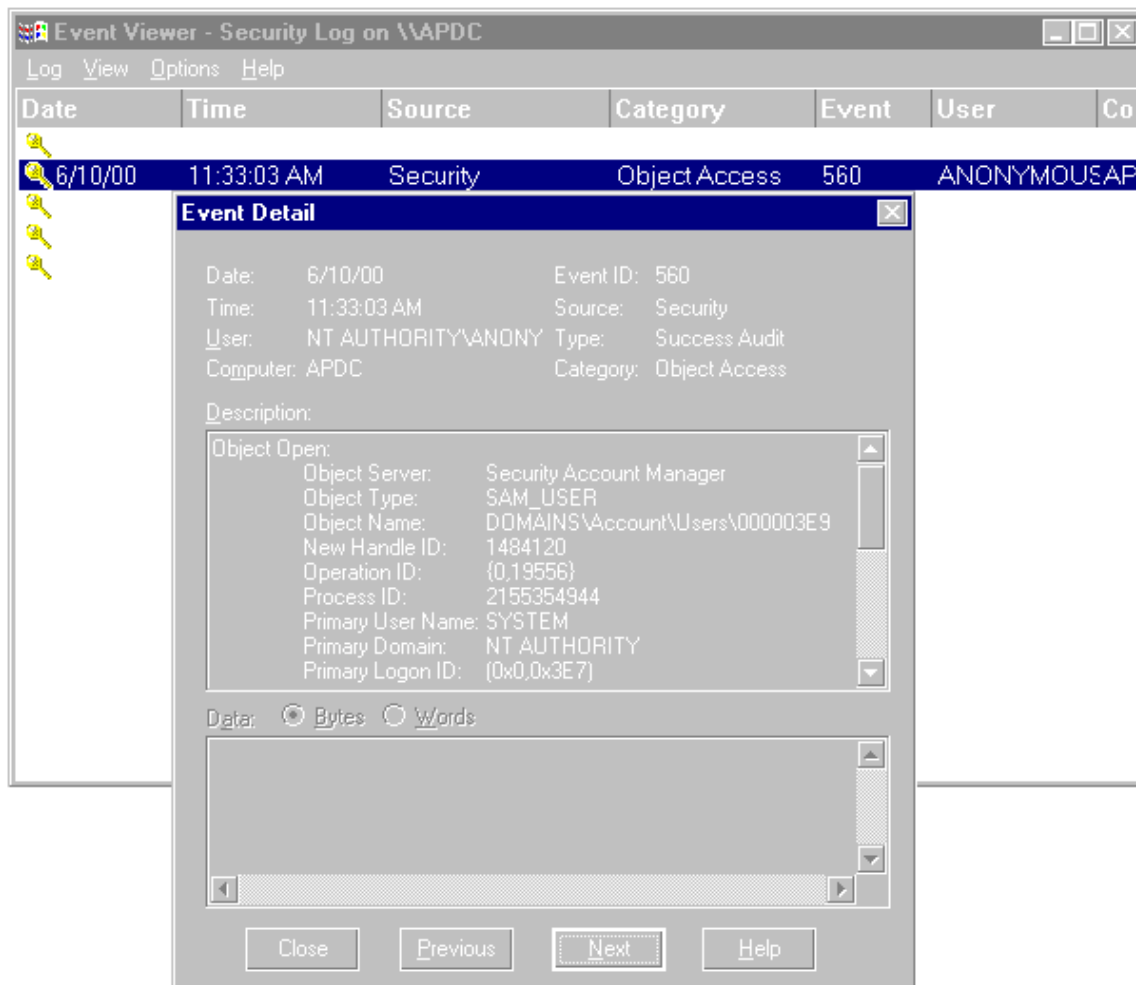 Event Viewer - Security Log on \\APDC
Log View Options Help
Date Time Source Category Event User Co
6/10/00 11:33:03 AM Security Object Access 560 ANONYMOUS AP
Event Detail
Date: 6/10/00 Event ID: 560
Time: 11:33:03 AM Source: Security
User: NT AUTHORITY\ANONY Type: Success Audit
Computer: APDC Category: Object Access
Description:
Object Open:
Object Server: Security Account Manager
Object Type: SAM_USER
Object Name: DOMAINS\Account\Users\000003E9
New Handle ID: 1484120
Operation ID: {0,19556}
Process ID: 2155354944
Primary User Name: SYSTEM
Primary Domain: NT AUTHORITY
Primary Logon ID: (0x0,0x3E7)
Data: Bytes Words
Close Previous Next Help